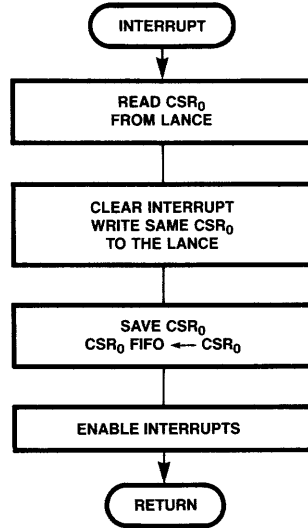 INTERRUPT
READ CSR₀
FROM LANCE
CLEAR INTERRUPT
WRITE SAME CSR₀
TO THE LANCE
SAVE CSR₀
CSR₀ FIFO ← CSR₀
ENABLE INTERRUPTS
RETURN